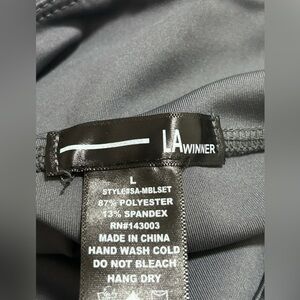 LA WINNER
L
STYLE#SA-MBLSET
87% POLYESTER
13% SPANDEX
RN#143003
MADE IN CHINA
HAND WASH COLD
DO NOT BLEACH
HANG DRY